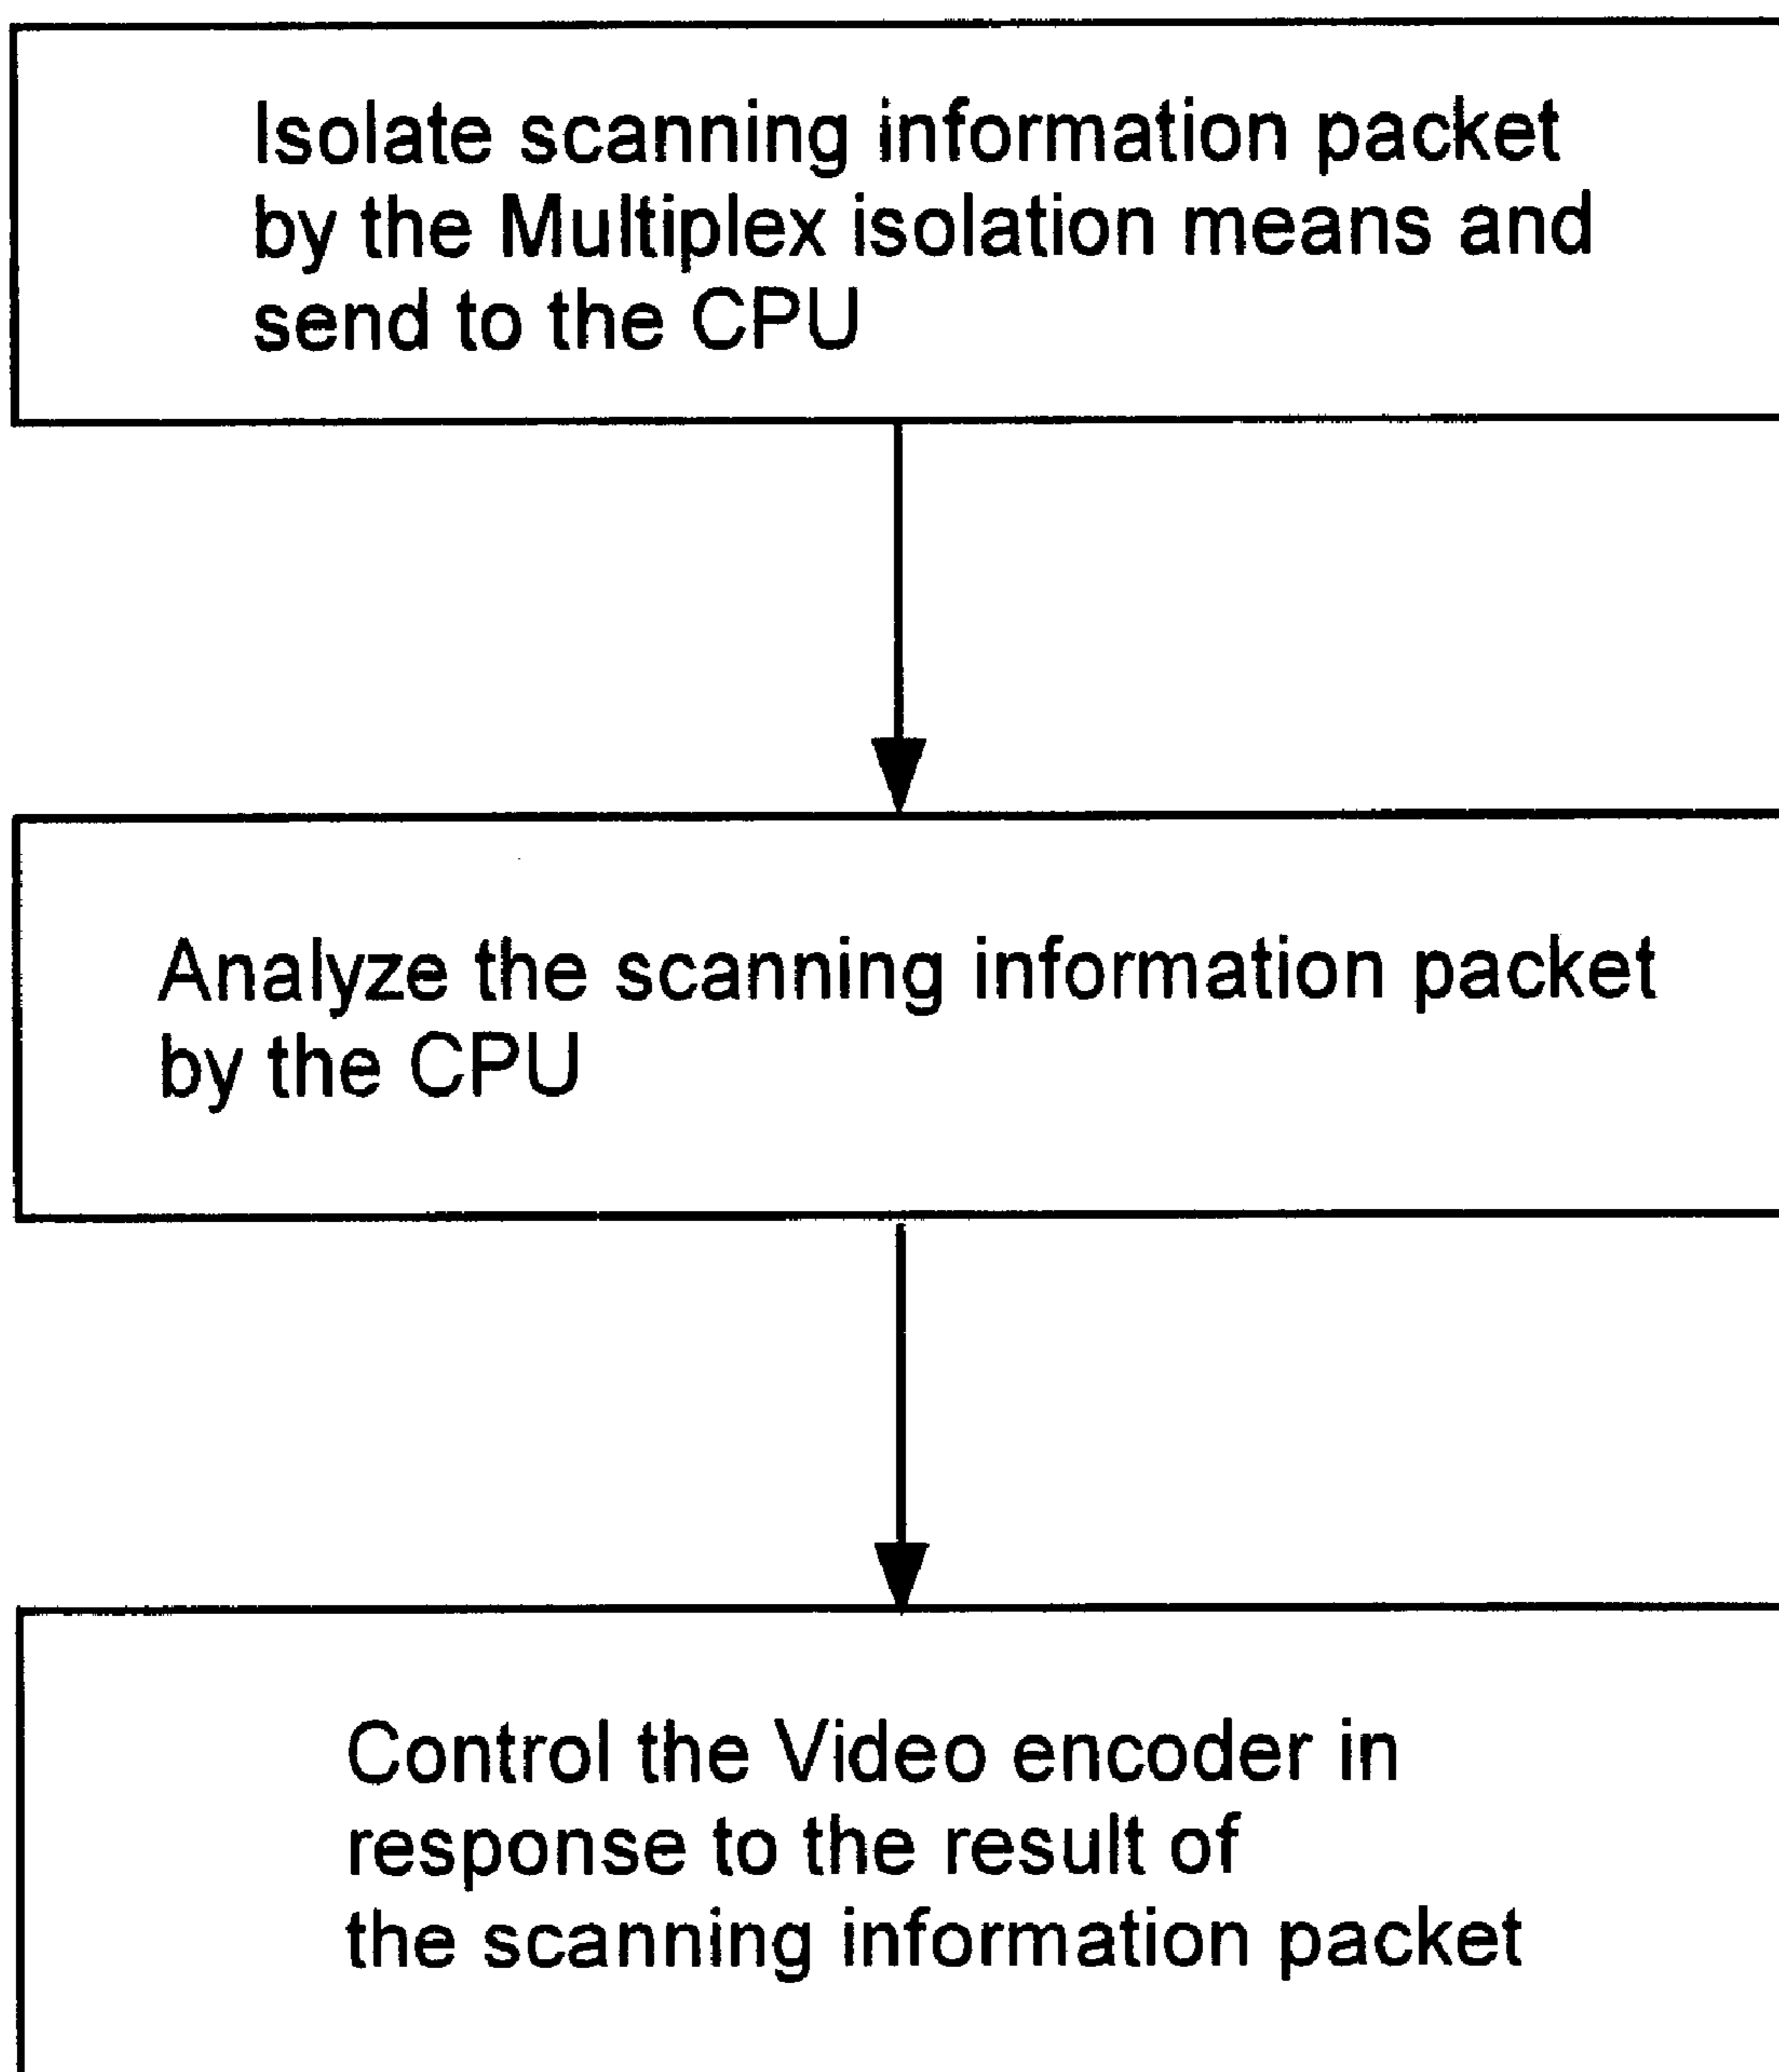 Isolate scanning information packet
by the Multiplex isolation means and
send to the CPU
Analyze the scanning information packet
by the CPU
Control the Video encoder in
response to the result of
the scanning information packet